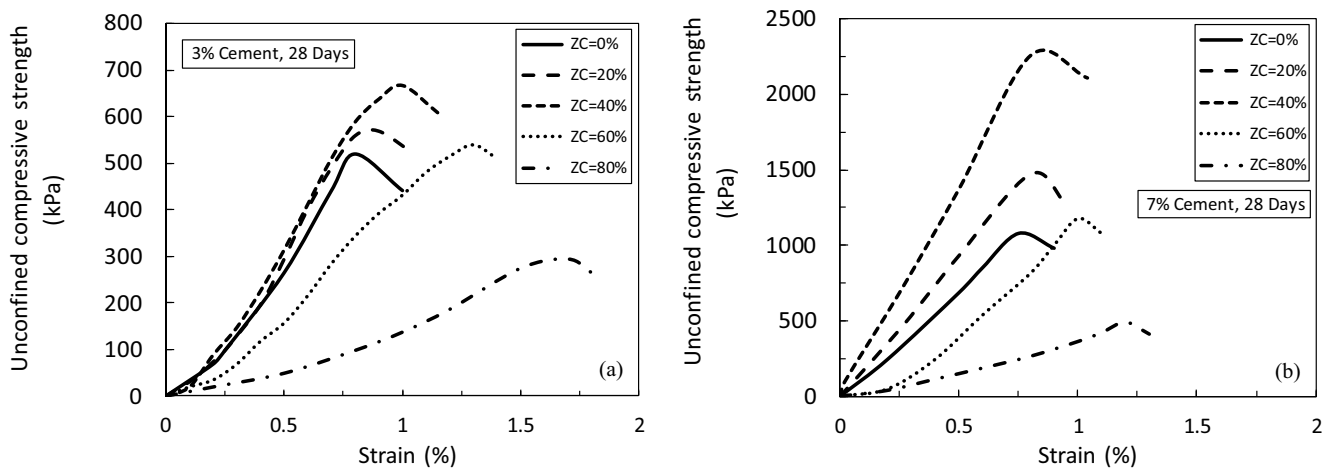 Unconfined compressive strength
(kPa)
800
700
600
500
400
300
200
100
0
3% Cement, 28 Days
ZC=0%
ZC=20%
ZC=40%
ZC=60%
ZC=80%
(a)
0 0.5 1 1.5 2
Strain (%)
Unconfined compressive strength
(kPa)
2500
2000
1500
1000
500
0
ZC=0%
ZC=20%
ZC=40%
ZC=60%
ZC=80%
7% Cement, 28 Days
(b)
0 0.5 1 1.5 2
Strain (%)